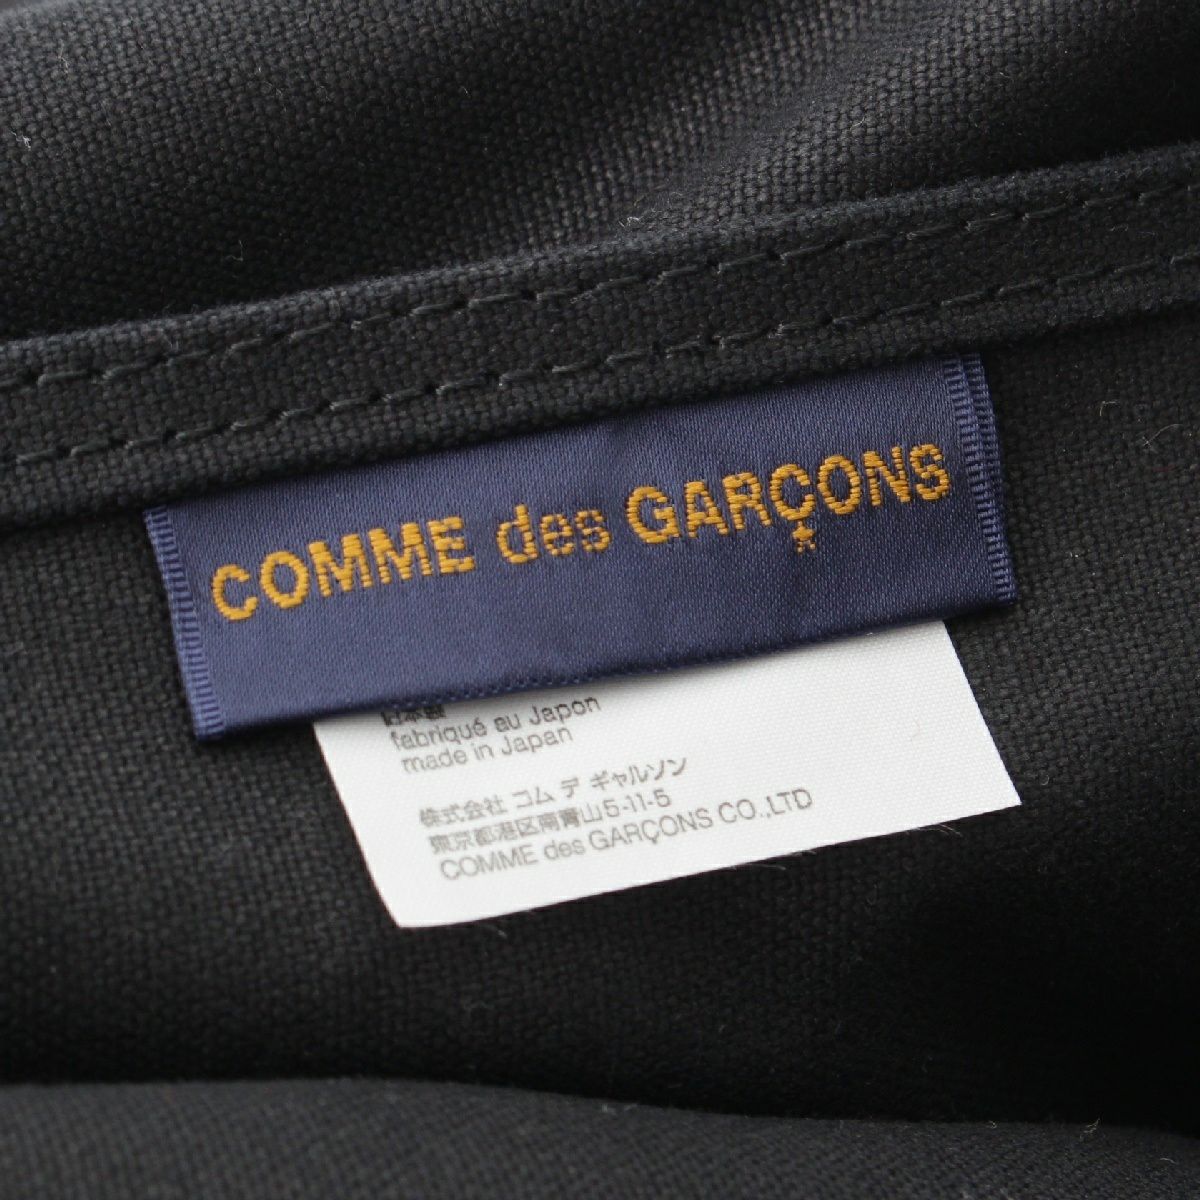 COMME des GARÇONS
日本製
fabriqué au Japon
made in Japan
株式会社 コム デ ギャルソン
東京都港区南青山5-11-5
COMME des GARÇONS CO.,LTD